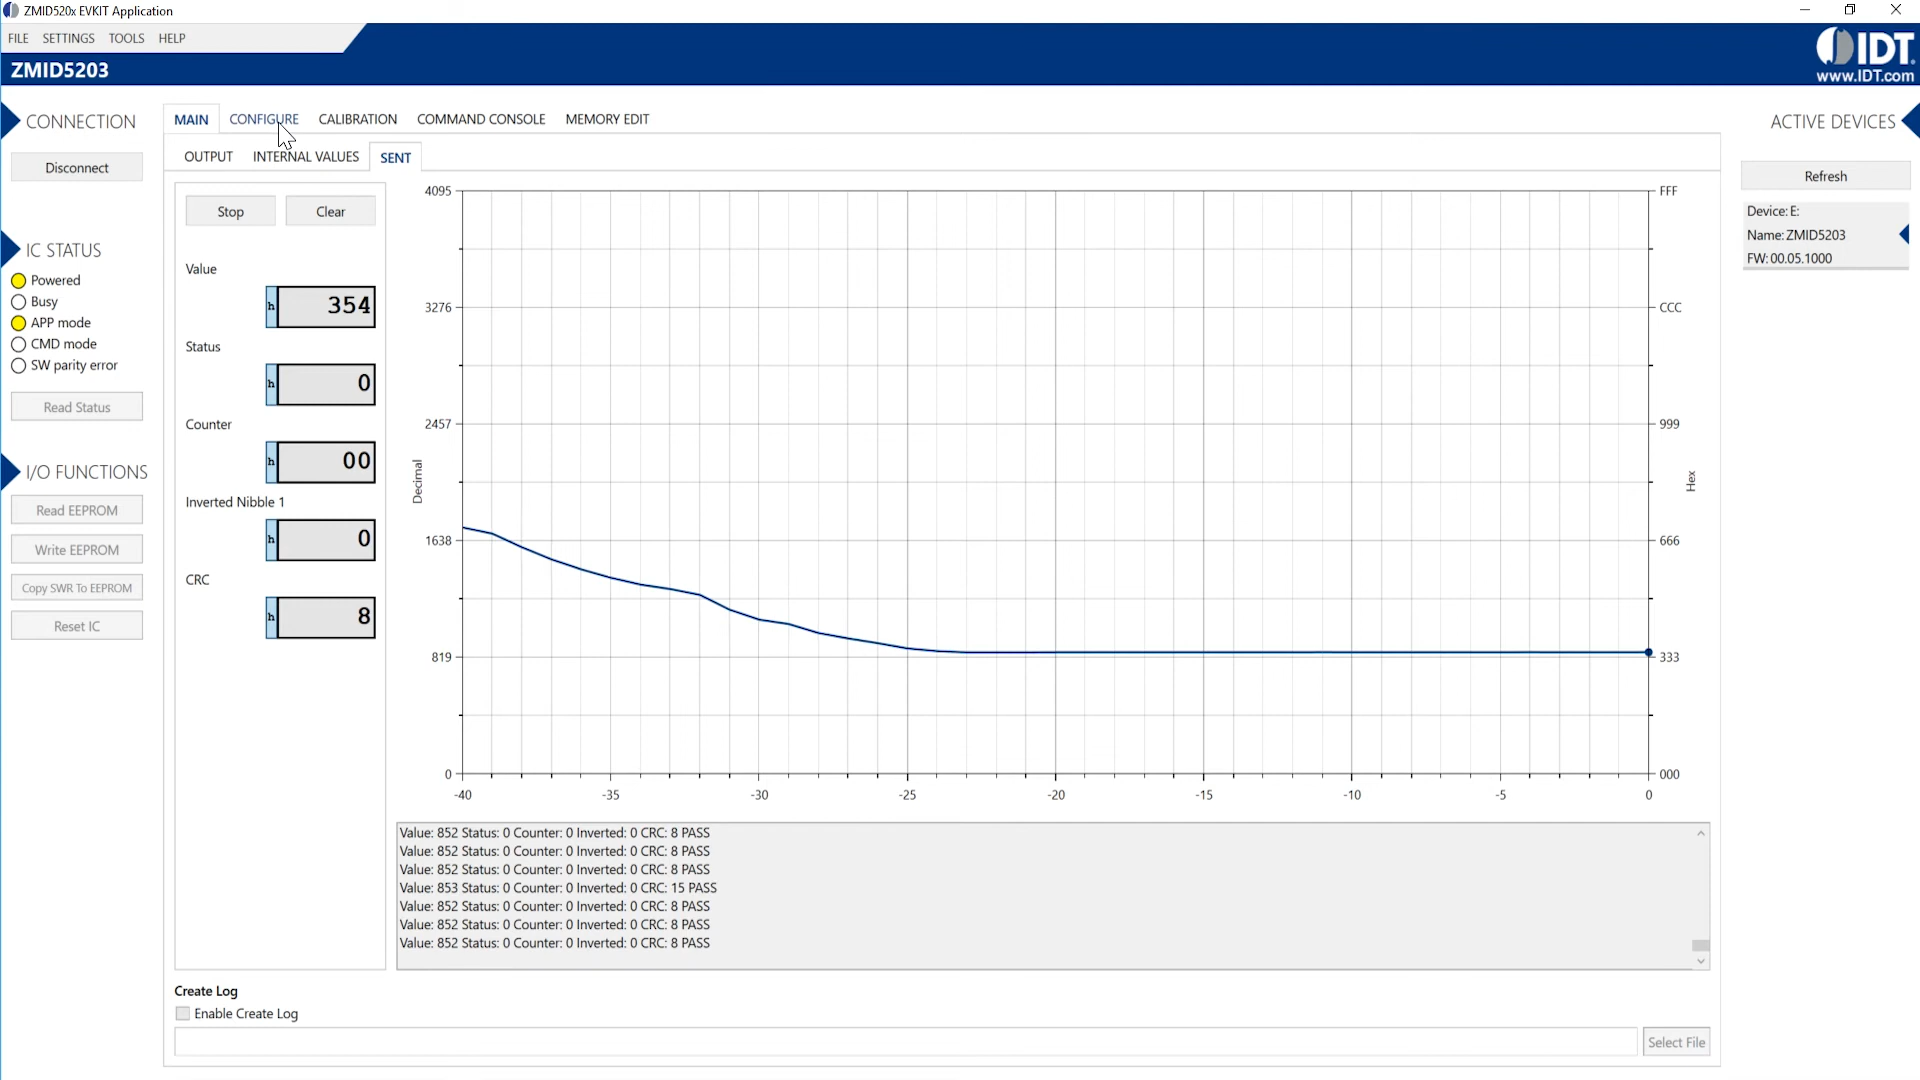 ZMID520x EVKIT Application
FILE SETTINGS TOOLS HELP
IDT.
www.IDT.com
ZMID5203
CONNECTION
Disconnect
IC STATUS
Powered
Busy
APP mode
CMD mode
SW parity error
Read Status
I/O FUNCTIONS
Read EEPROM
Write EEPROM
Copy SWR To EEPROM
Reset IC
MAIN CONFIGURE CALIBRATION COMMAND CONSOLE MEMORY EDIT
OUTPUT INTERNAL VALUES SENT
Stop Clear
Value
h 354
Status
h 0
Counter
h 00
Inverted Nibble 1
h 0
CRC
h 8
Decimal
4095
3276
2457
1638
819
0
-40 -35 -30 -25 -20 -15 -10 -5 0
FFF
CCC
999
666
333
000
Hex
Value: 852 Status: 0 Counter: 0 Inverted: 0 CRC: 8 PASS
Value: 852 Status: 0 Counter: 0 Inverted: 0 CRC: 8 PASS
Value: 852 Status: 0 Counter: 0 Inverted: 0 CRC: 8 PASS
Value: 853 Status: 0 Counter: 0 Inverted: 0 CRC: 15 PASS
Value: 852 Status: 0 Counter: 0 Inverted: 0 CRC: 8 PASS
Value: 852 Status: 0 Counter: 0 Inverted: 0 CRC: 8 PASS
Value: 852 Status: 0 Counter: 0 Inverted: 0 CRC: 8 PASS
Create Log
Enable Create Log
Select File
ACTIVE DEVICES
Refresh
Device: E:
Name: ZMID5203
FW: 00.05.1000